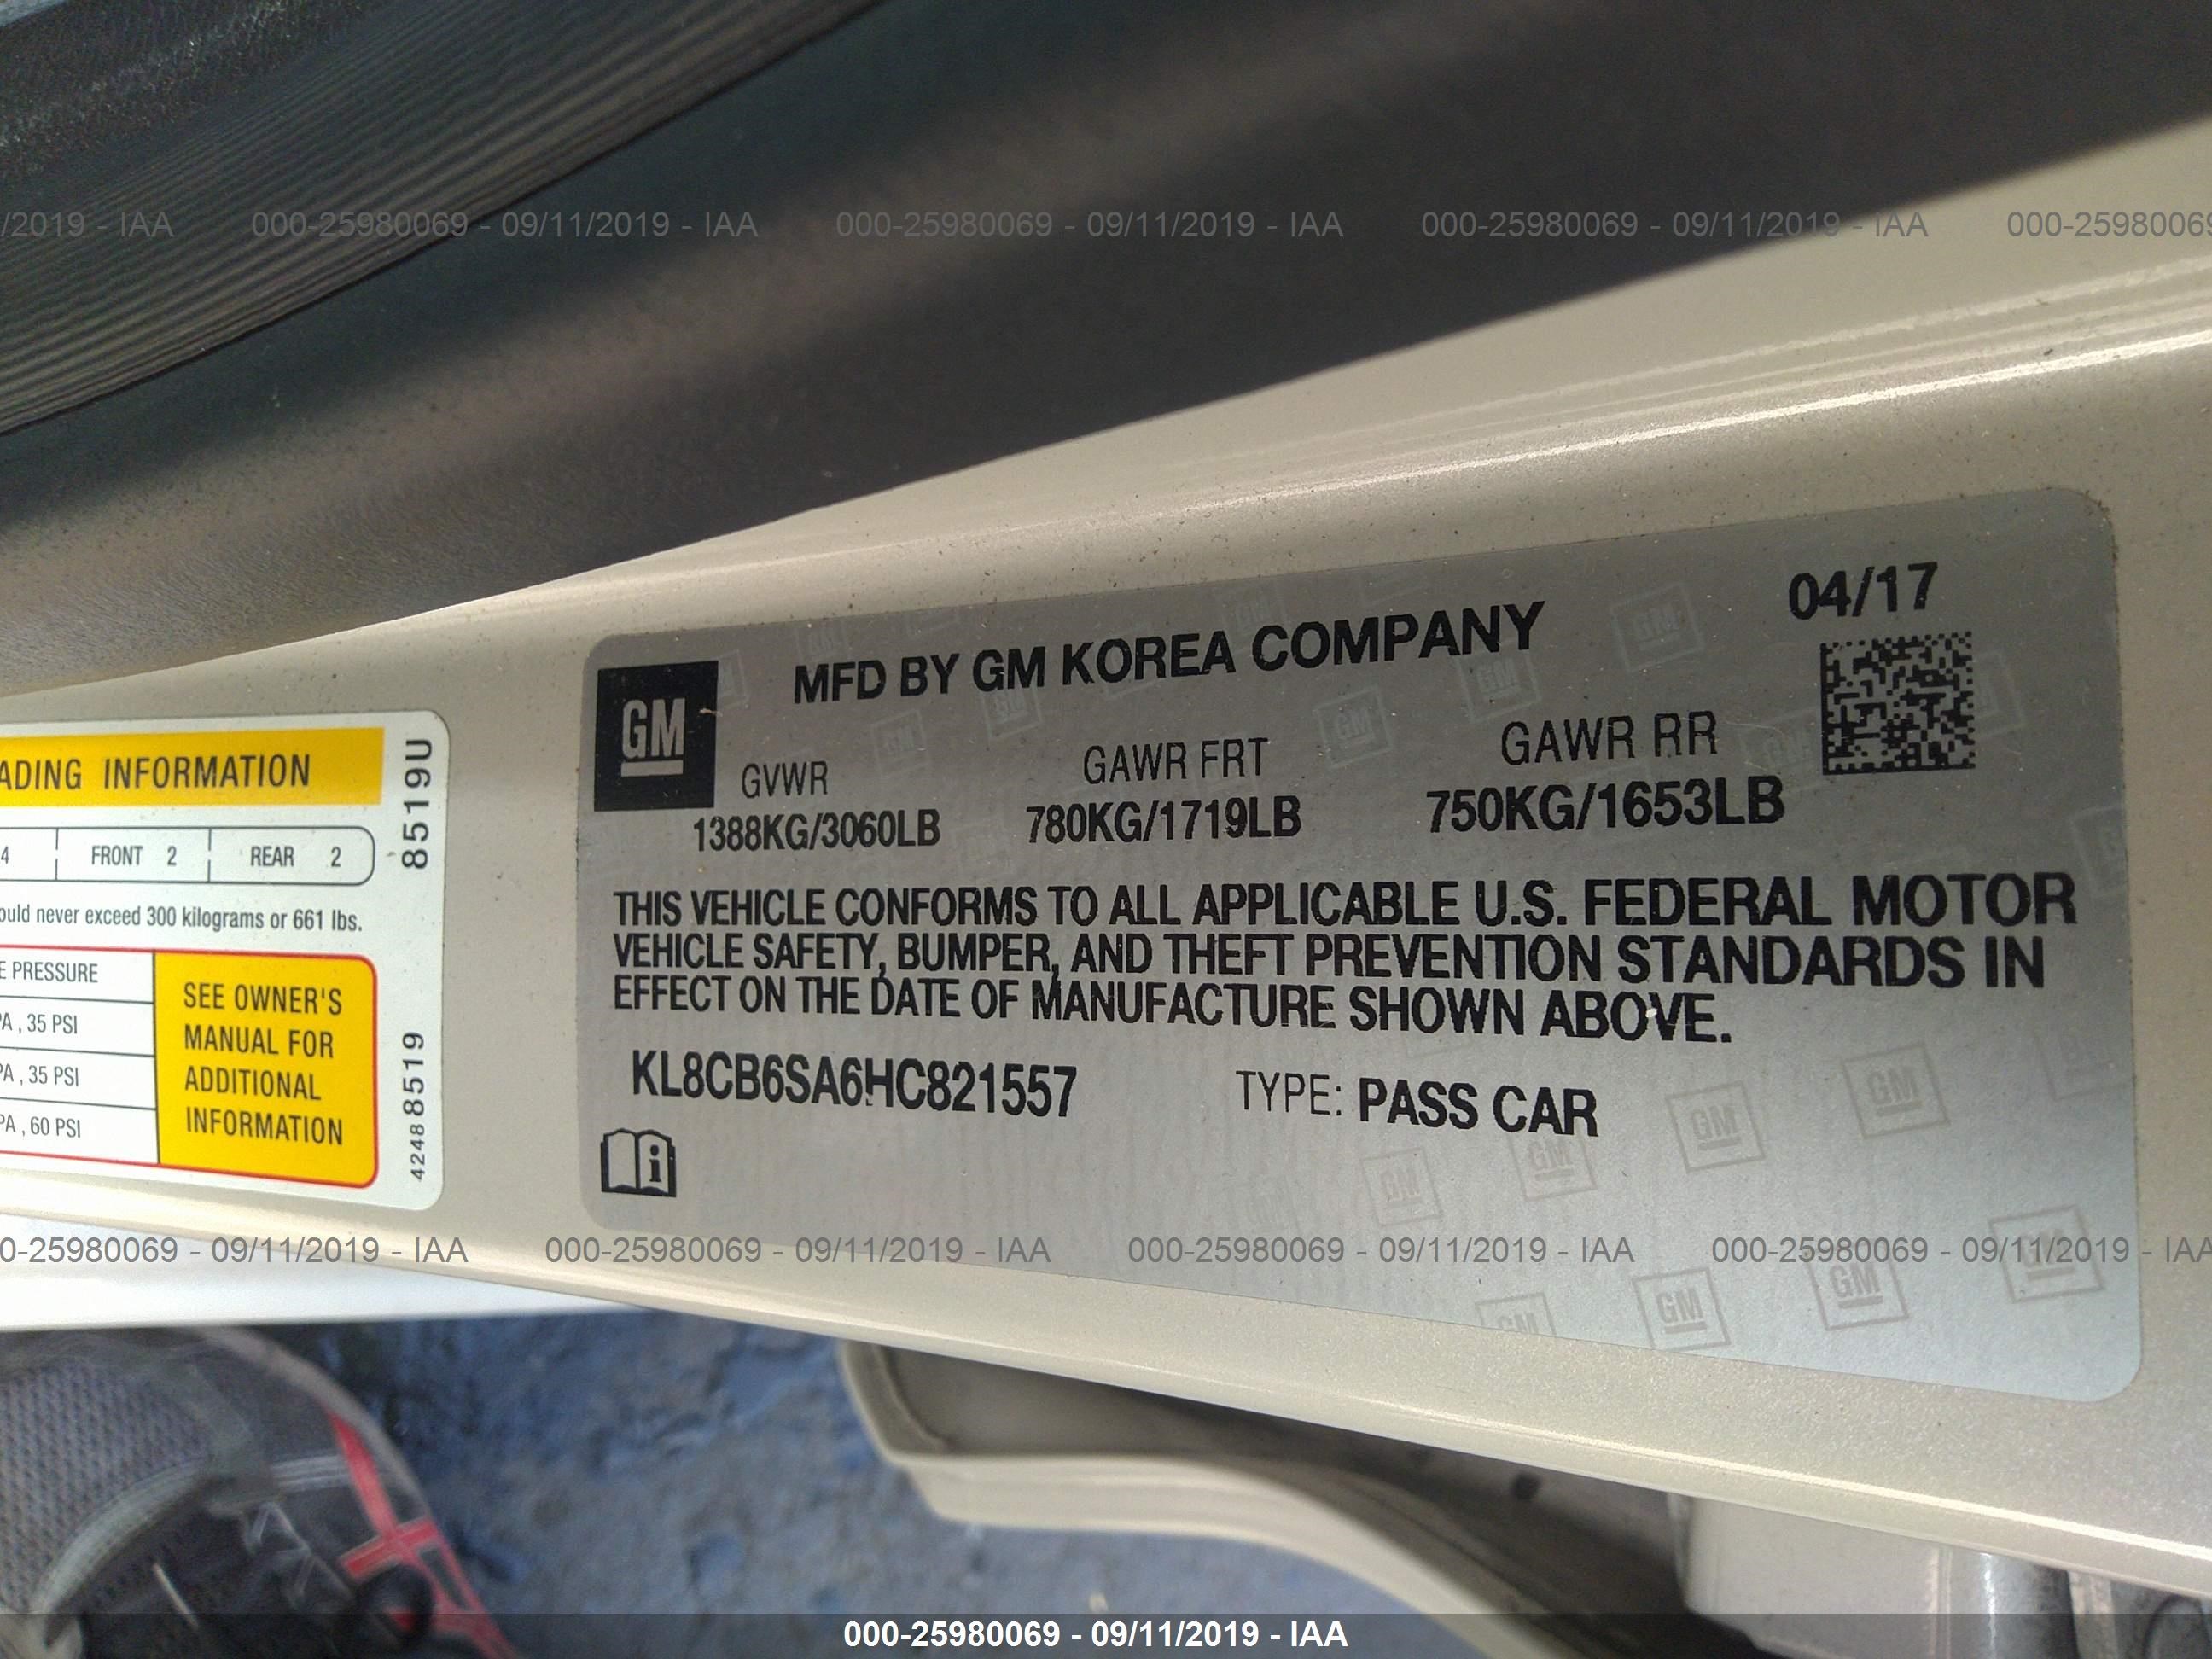 /2019 - IAA 000-25980069 - 09/11/2019 - IAA 000-25980069 - 09/11/2019 - IAA 000-25980069 - 09/11/2019 - IAA 000-25980069
04/17
MFD BY GM KOREA COMPANY
GM
GVWR GAWR FRT GAWR RR
1388KG/3060LB 780KG/1719LB 750KG/1653LB
THIS VEHICLE CONFORMS TO ALL APPLICABLE U.S. FEDERAL MOTOR
VEHICLE SAFETY, BUMPER, AND THEFT PREVENTION STANDARDS IN
EFFECT ON THE DATE OF MANUFACTURE SHOWN ABOVE.
KL8CB6SA6HC821557 TYPE: PASS CAR
ADING INFORMATION
4 FRONT 2 REAR 2
ould never exceed 300 kilograms or 661 lbs.
E PRESSURE
PA , 35 PSI
PA , 35 PSI
PA , 60 PSI
SEE OWNER'S
MANUAL FOR
ADDITIONAL
INFORMATION
8519U
42488519
0-25980069 - 09/11/2019 - IAA 000-25980069 - 09/11/2019 - IAA 000-25980069 - 09/11/2019 - IAA 000-25980069 - 09/11/2019 - IAA
000-25980069 - 09/11/2019 - IAA